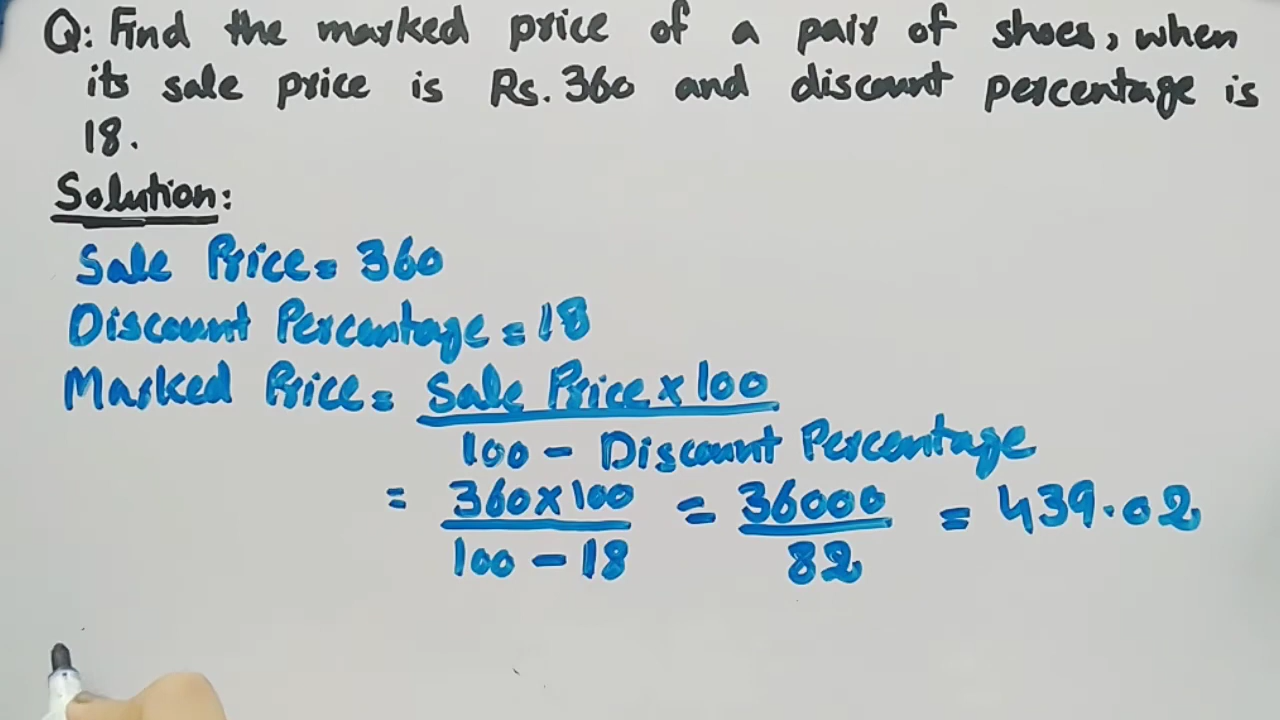 Q: Find the marked price of a pair of shoes, when
its sale price is Rs. 360 and discount percentage is
18.
Solution:
Sale Price = 360
Discount Percentage = 18
Marked Price = Sale Price × 100
100 - Discount Percentage
= 360×100 = 36000 = 439.02
100 - 18 82